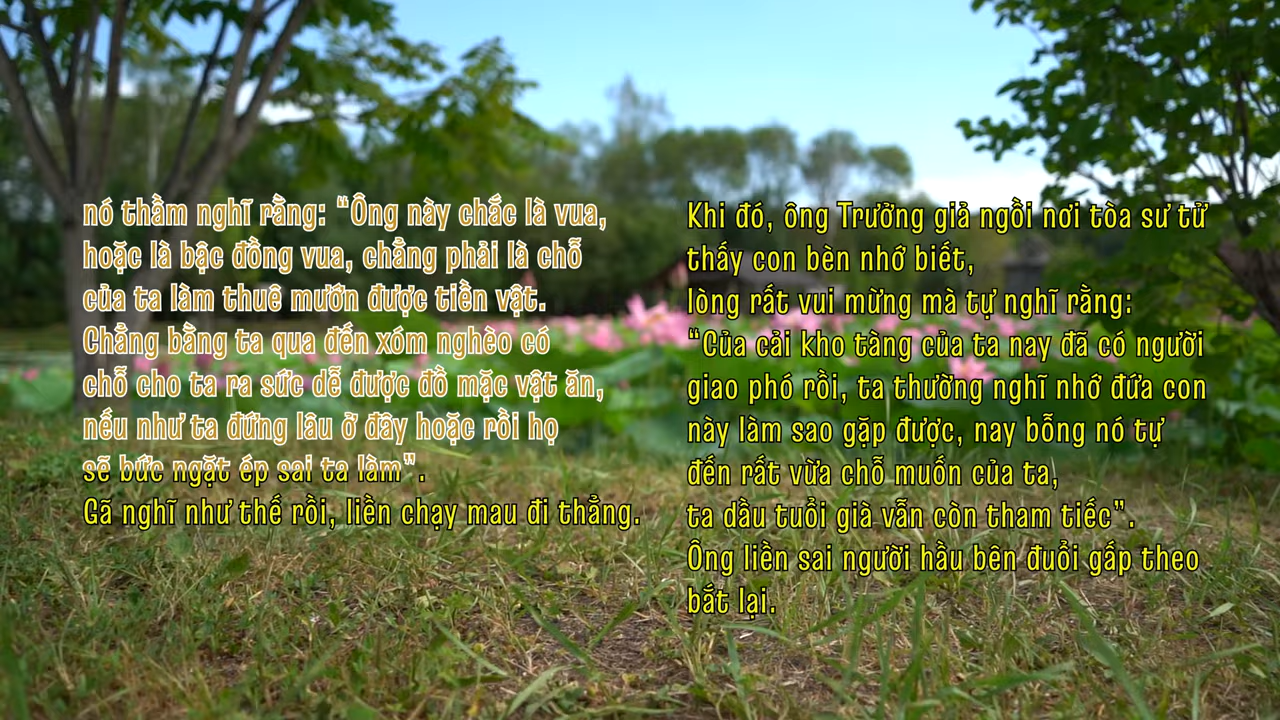 nó thầm nghĩ rằng: “Ông này chắc là vua,
hoặc là bậc đồng vua, chẳng phải là chỗ
của ta làm thuê mướn được tiền vật.
Chẳng bằng ta qua đến xóm nghèo có
chỗ cho ta ra sức dễ được đồ mặc vật ăn,
nếu như ta đứng lâu ở đây hoặc rồi họ
sẽ bức ngặt ép sai ta làm”.
Gã nghĩ như thế rồi, liền chạy mau đi thẳng.
Khi đó, ông Trưởng giả ngồi nơi tòa sư tử
thấy con bèn nhớ biết,
lòng rất vui mừng mà tự nghĩ rằng:
“Của cải kho tàng của ta nay đã có người
giao phó rồi, ta thường nghĩ nhớ đứa con
này làm sao gặp được, nay bỗng nó tự
đến rất vừa chỗ muốn của ta,
ta dầu tuổi già vẫn còn tham tiếc”.
Ông liền sai người hầu bên đuổi gấp theo
bắt lại.